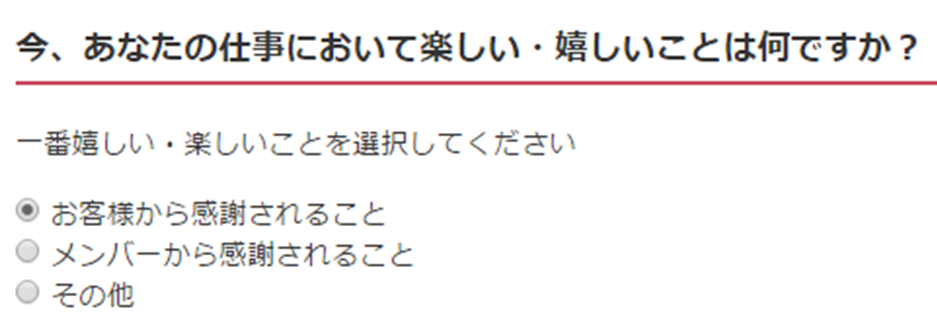 今、あなたの仕事において楽しい・嬉しいことは何ですか？
一番嬉しい・楽しいことを選択してください
お客様から感謝されること
メンバーから感謝されること
その他